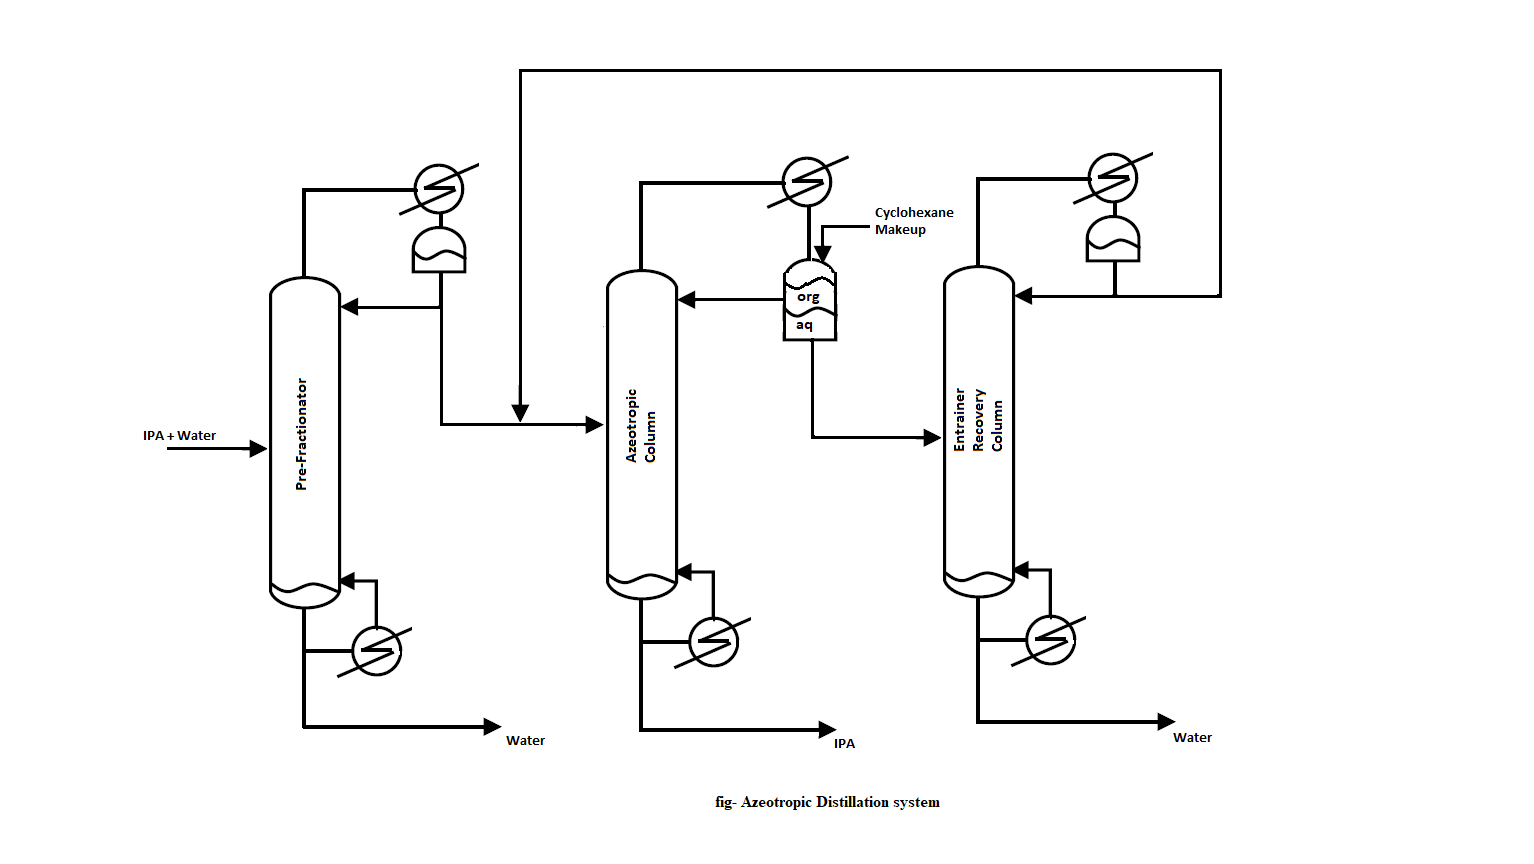 Cyclohexane
Makeup
org
aq
IPA + Water
Pre-Fractionator
Azeotropic
Column
Entrainer
Recovery
Column
Water
IPA
Water
fig- Azeotropic Distillation system